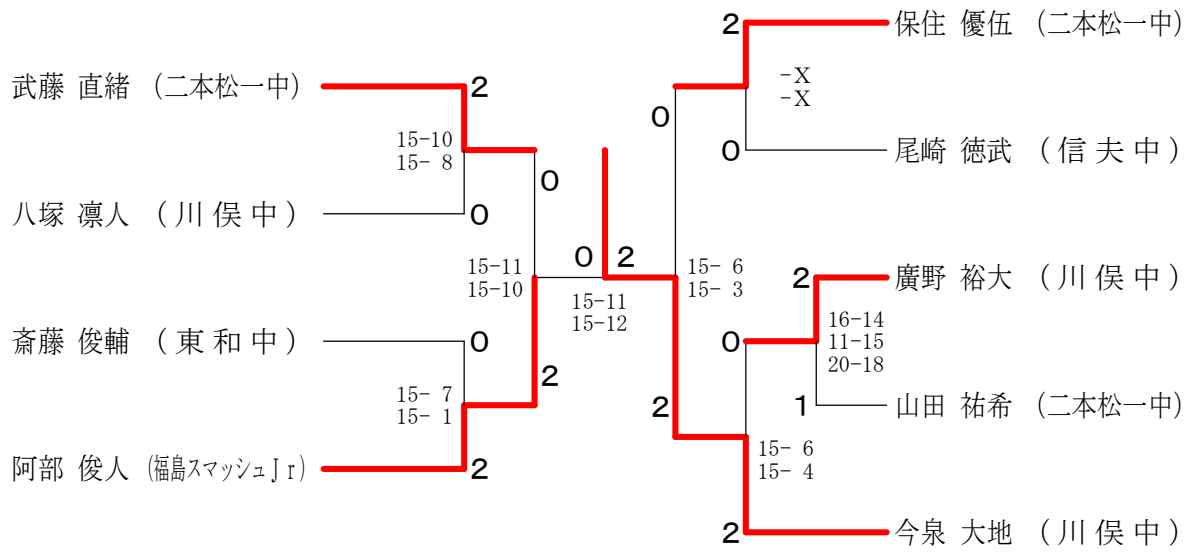 2 保住 優伍 (二本松一中)
武藤 直緒 (二本松一中) 2
-X
-X
0
15-10
15- 8
0 尾崎 徳武 (信夫中)
0
八塚 凛人 (川俣中) 0
15-11
15-10
0 2
15- 6
15- 3
2 廣野 裕大 (川俣中)
15-11
15-12
16-14
11-15
20-18
斎藤 俊輔 (東和中) 0
0
2
15- 7
15- 1
2
1 山田 祐希 (二本松一中)
15- 6
15- 4
阿部 俊人 (福島スマッシュJr) 2
2 今泉 大地 (川俣中)